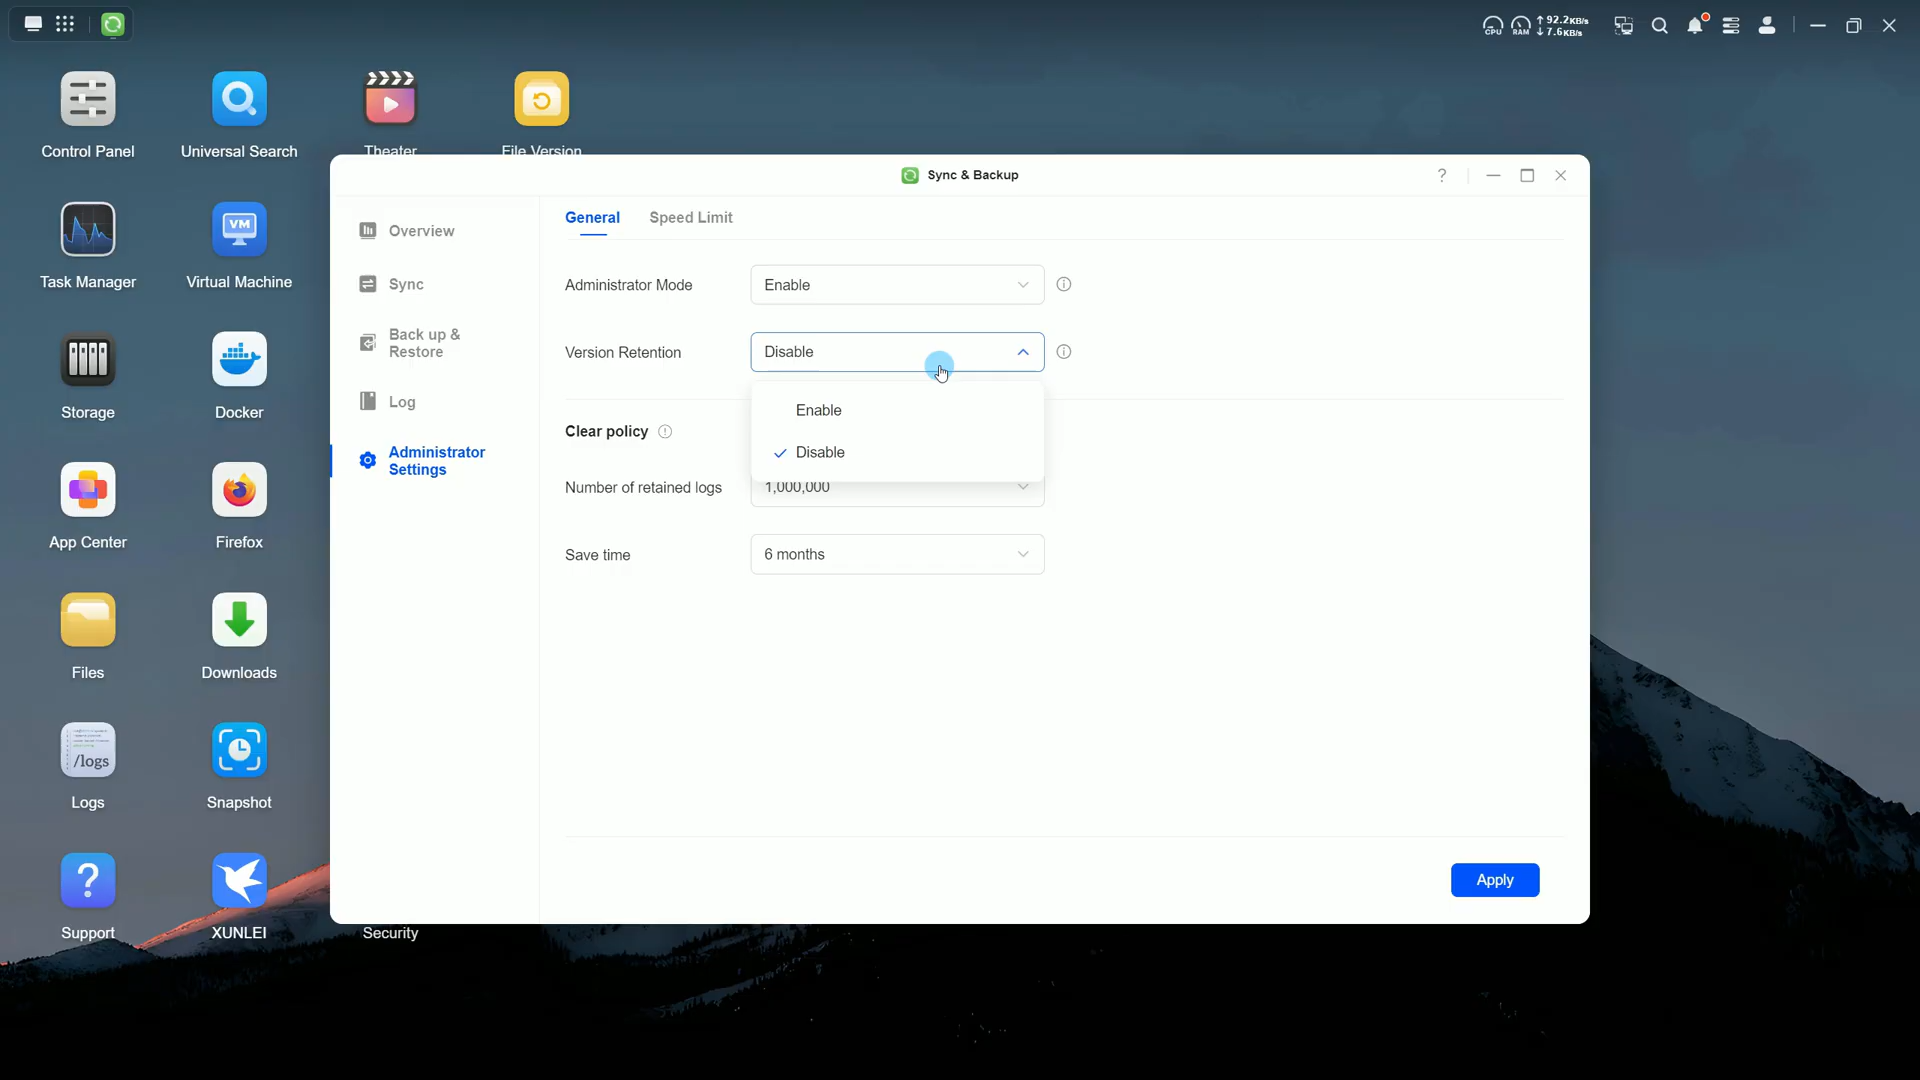 CPU
RAM
92.2KB/s
7.6KB/s
Control Panel
Universal Search
Theater
File Version
Task Manager
VM
Virtual Machine
Storage
Docker
App Center
Firefox
Files
Downloads
/logs
Logs
Snapshot
?
Support
XUNLEI
Security
Sync & Backup
?
Overview
Sync
Back up &
Restore
Log
Administrator
Settings
General
Speed Limit
Administrator Mode
Enable
Version Retention
Disable
Enable
Disable
Clear policy
Number of retained logs
1,000,000
Save time
6 months
Apply